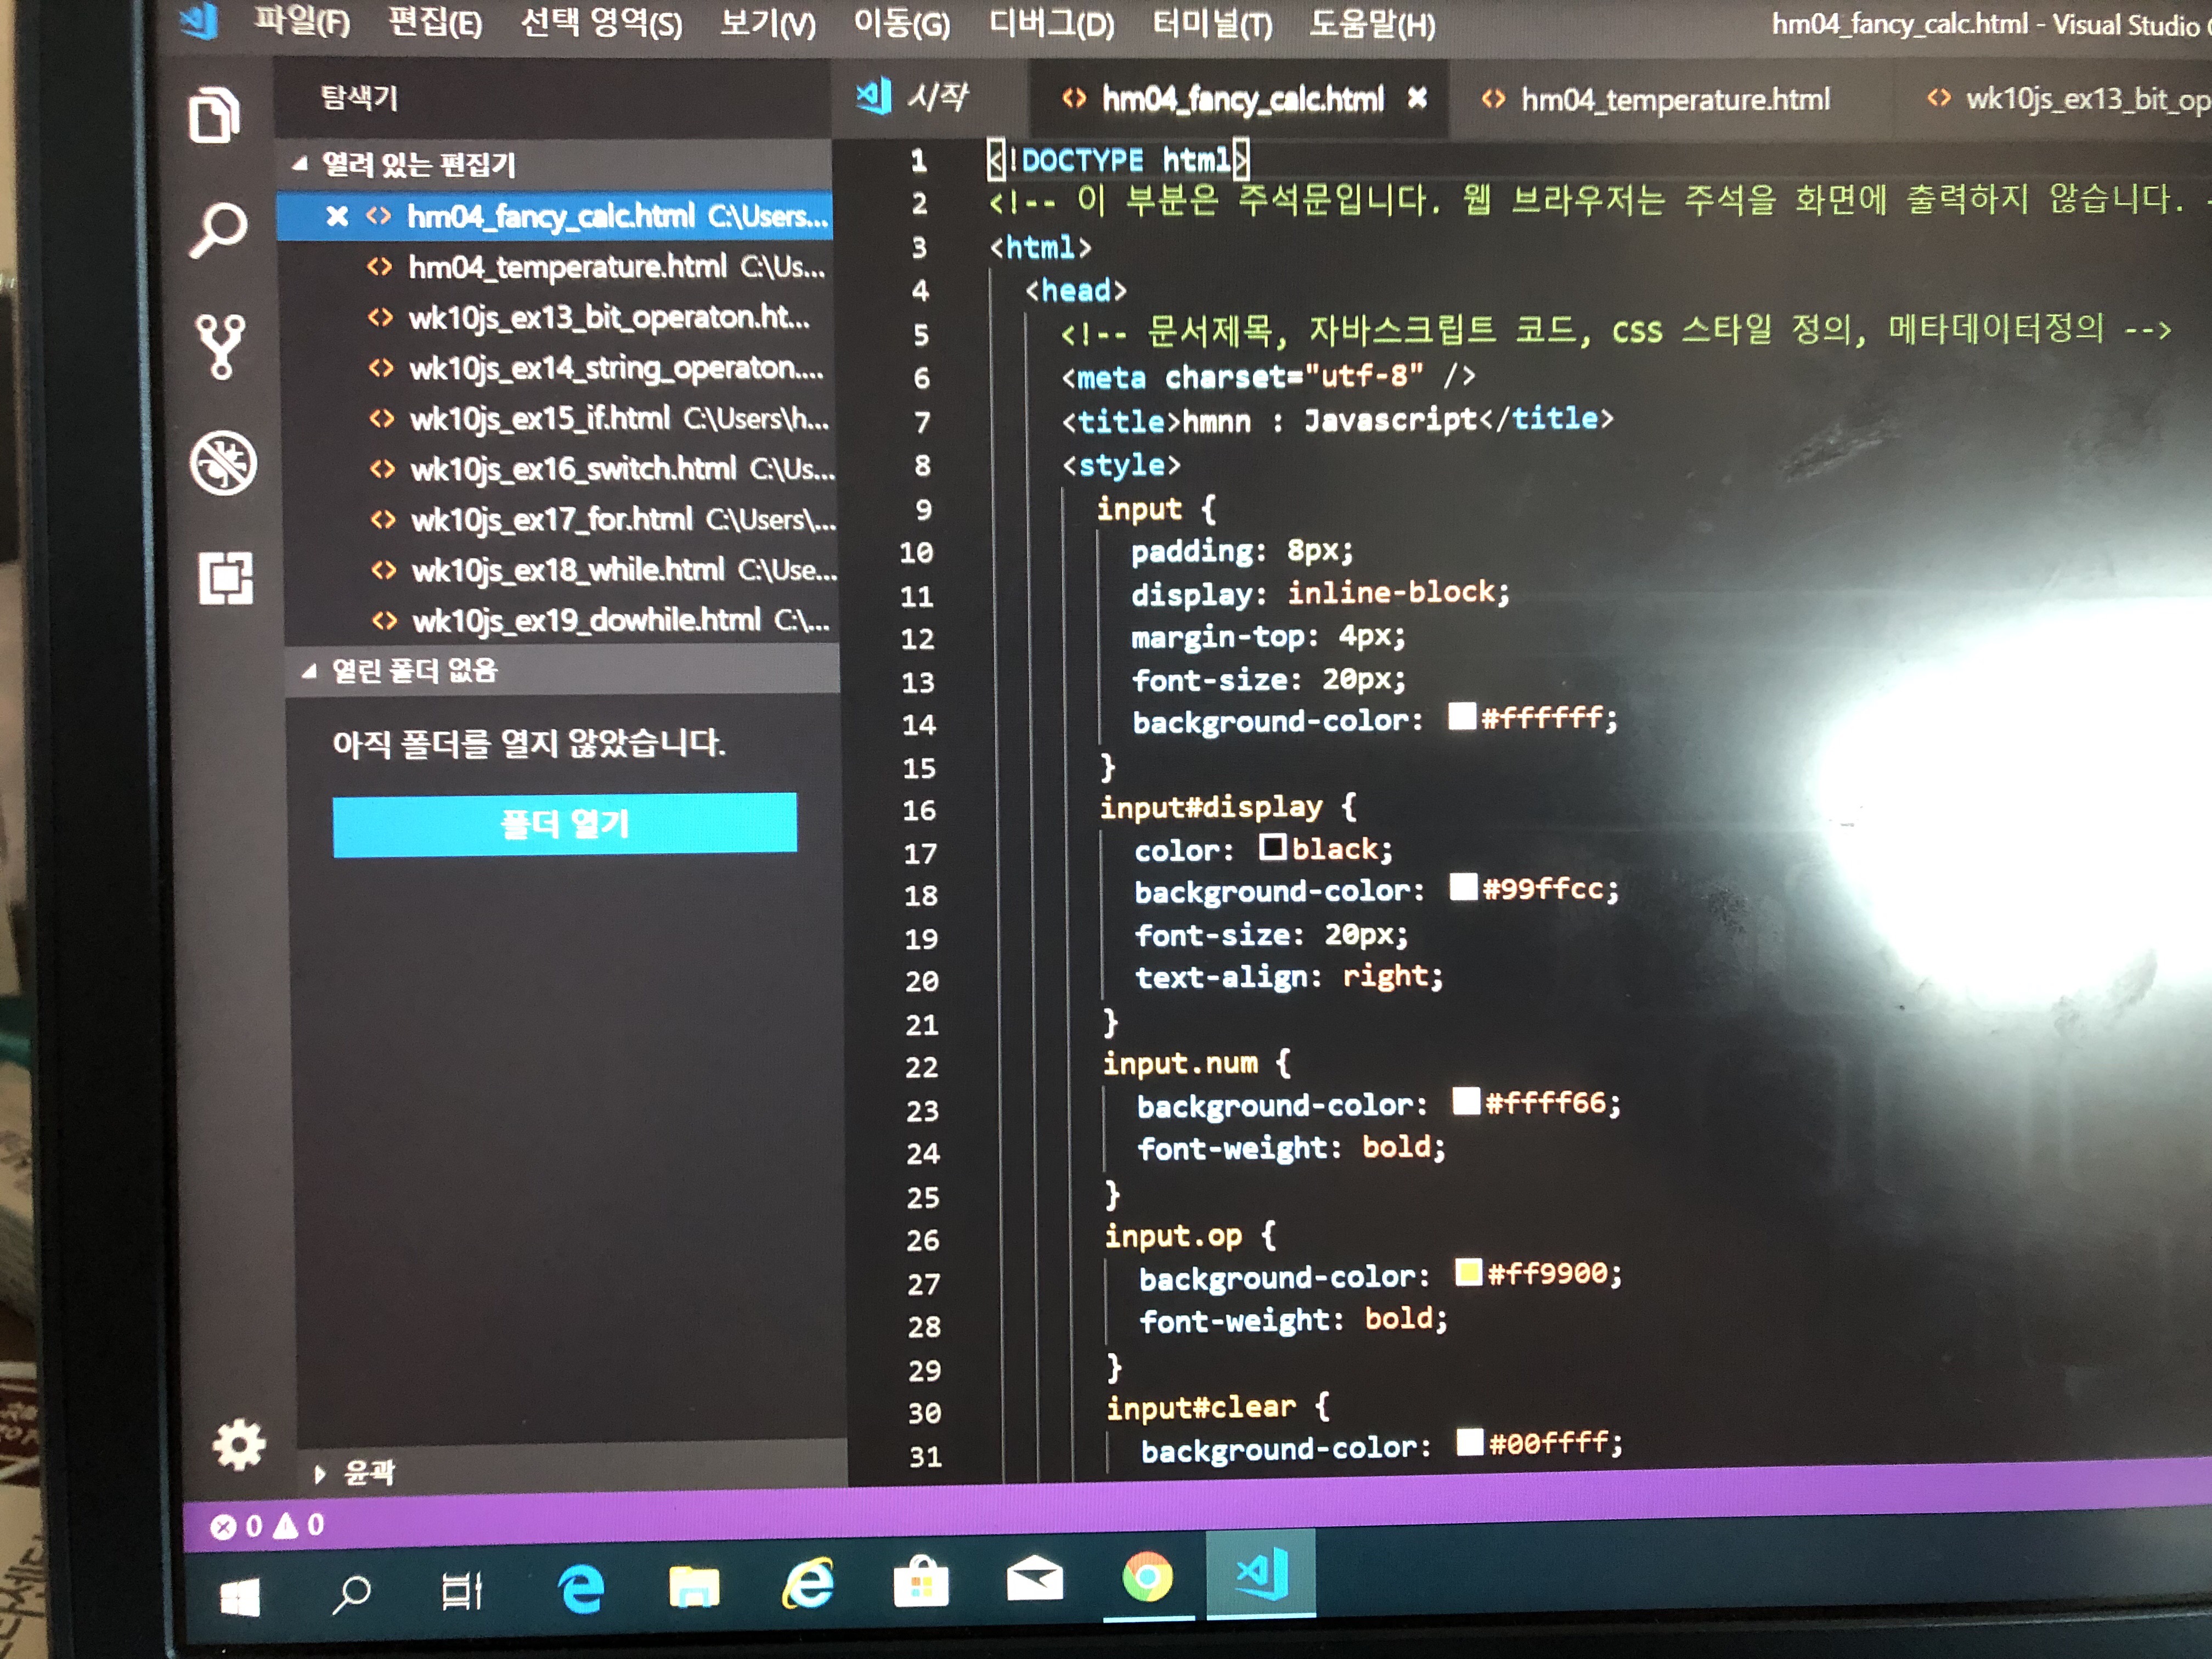 파일(F) 편집(E) 선택 영역(S) 보기(V) 이동(G) 디버그(D) 터미널(T) 도움말(H) hm04_fancy_calc.html - Visual Studio
탐색기
시작 hm04_fancy_calc.html hm04_temperature.html wk10js_ex13_bit_op
열려 있는 편집기
hm04_fancy_calc.html C:\Users...
hm04_temperature.html C:\Us...
wk10js_ex13_bit_operaton.ht...
wk10js_ex14_string_operaton....
wk10js_ex15_if.html C:\Users\h...
wk10js_ex16_switch.html C:\Us...
wk10js_ex17_for.html C:\Users\...
wk10js_ex18_while.html C:\Use...
wk10js_ex19_dowhile.html C:\...
열린 폴더 없음
아직 폴더를 열지 않았습니다.
폴더 열기
윤곽
1 <!DOCTYPE html>
2 <!-- 이 부분은 주석문입니다. 웹 브라우저는 주석을 화면에 출력하지 않습니다.
3 <html>
4 <head>
5 <!-- 문서제목, 자바스크립트 코드, css 스타일 정의, 메타데이터정의 -->
6 <meta charset="utf-8" />
7 <title>hmnn : Javascript</title>
8 <style>
9 input {
10 padding: 8px;
11 display: inline-block;
12 margin-top: 4px;
13 font-size: 20px;
14 background-color: #ffffff;
15 }
16 input#display {
17 color: black;
18 background-color: #99ffcc;
19 font-size: 20px;
20 text-align: right;
21 }
22 input.num {
23 background-color: #ffff66;
24 font-weight: bold;
25 }
26 input.op {
27 background-color: #ff9900;
28 font-weight: bold;
29 }
30 input#clear {
31 background-color: #00ffff;
0 0